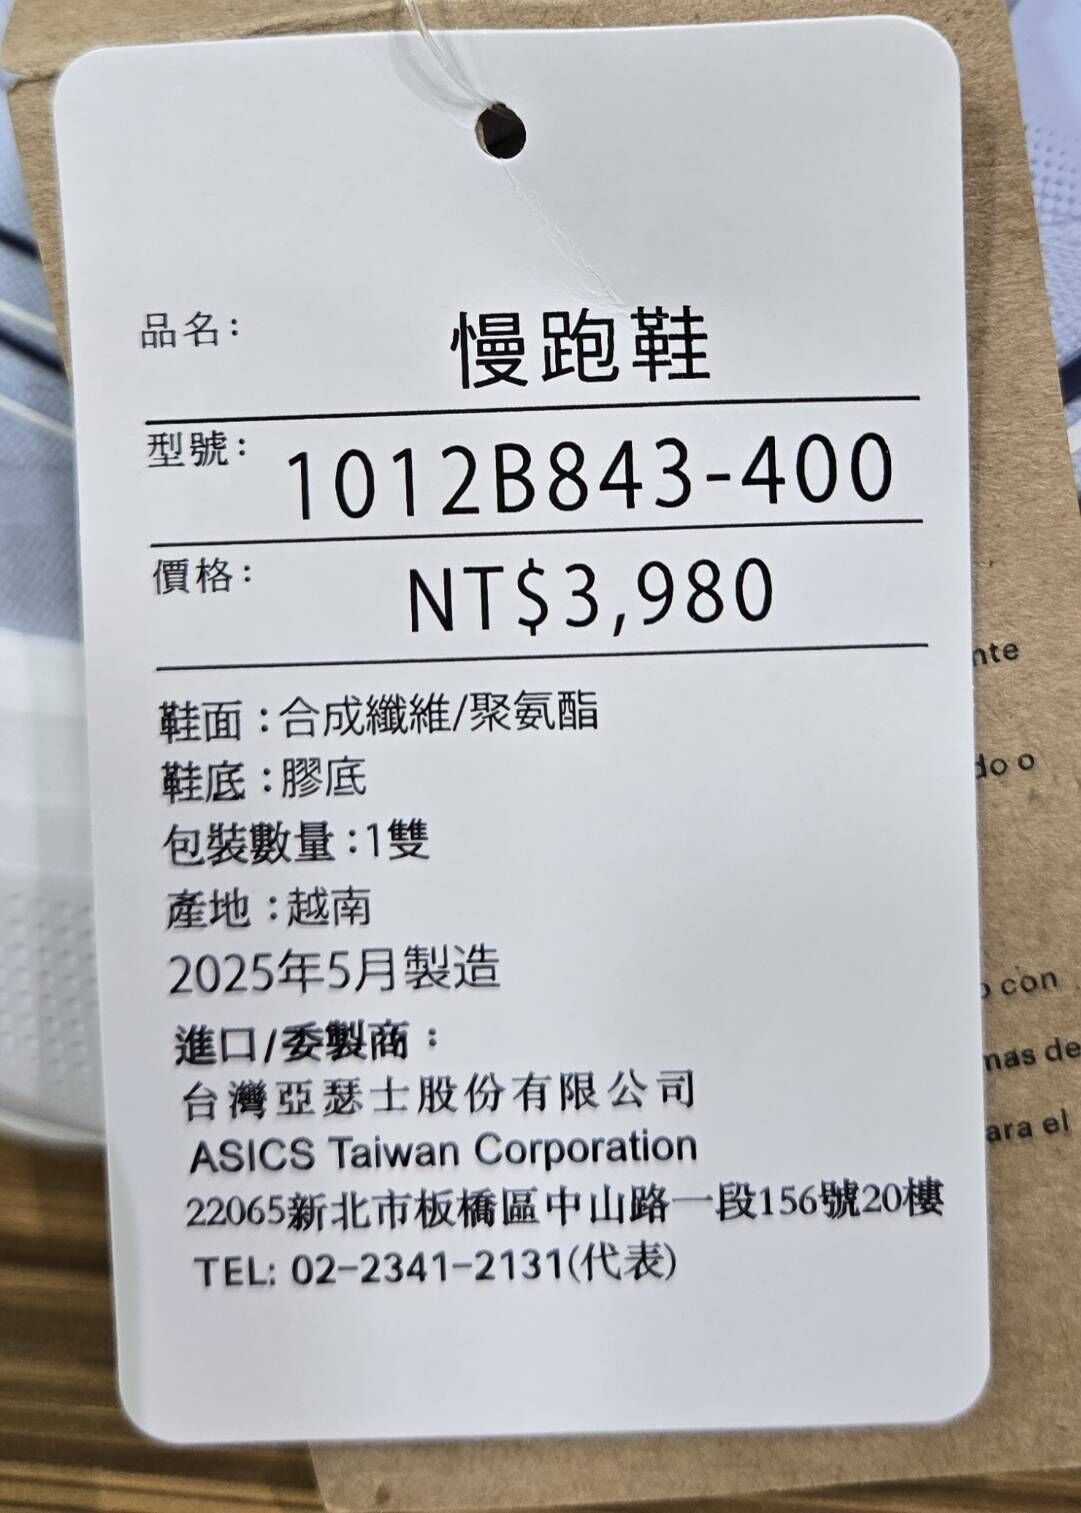 品名：
慢跑鞋
型號：
1012B843-400
價格：
NT$3,980
鞋面：合成纖維/聚氨酯
鞋底：膠底
包裝數量：1雙
產地：越南
2025年5月製造
進口/委製商：
台灣亞瑟士股份有限公司
ASICS Taiwan Corporation
22065新北市板橋區中山路一段156號20樓
TEL: 02-2341-2131(代表)
con
de
el